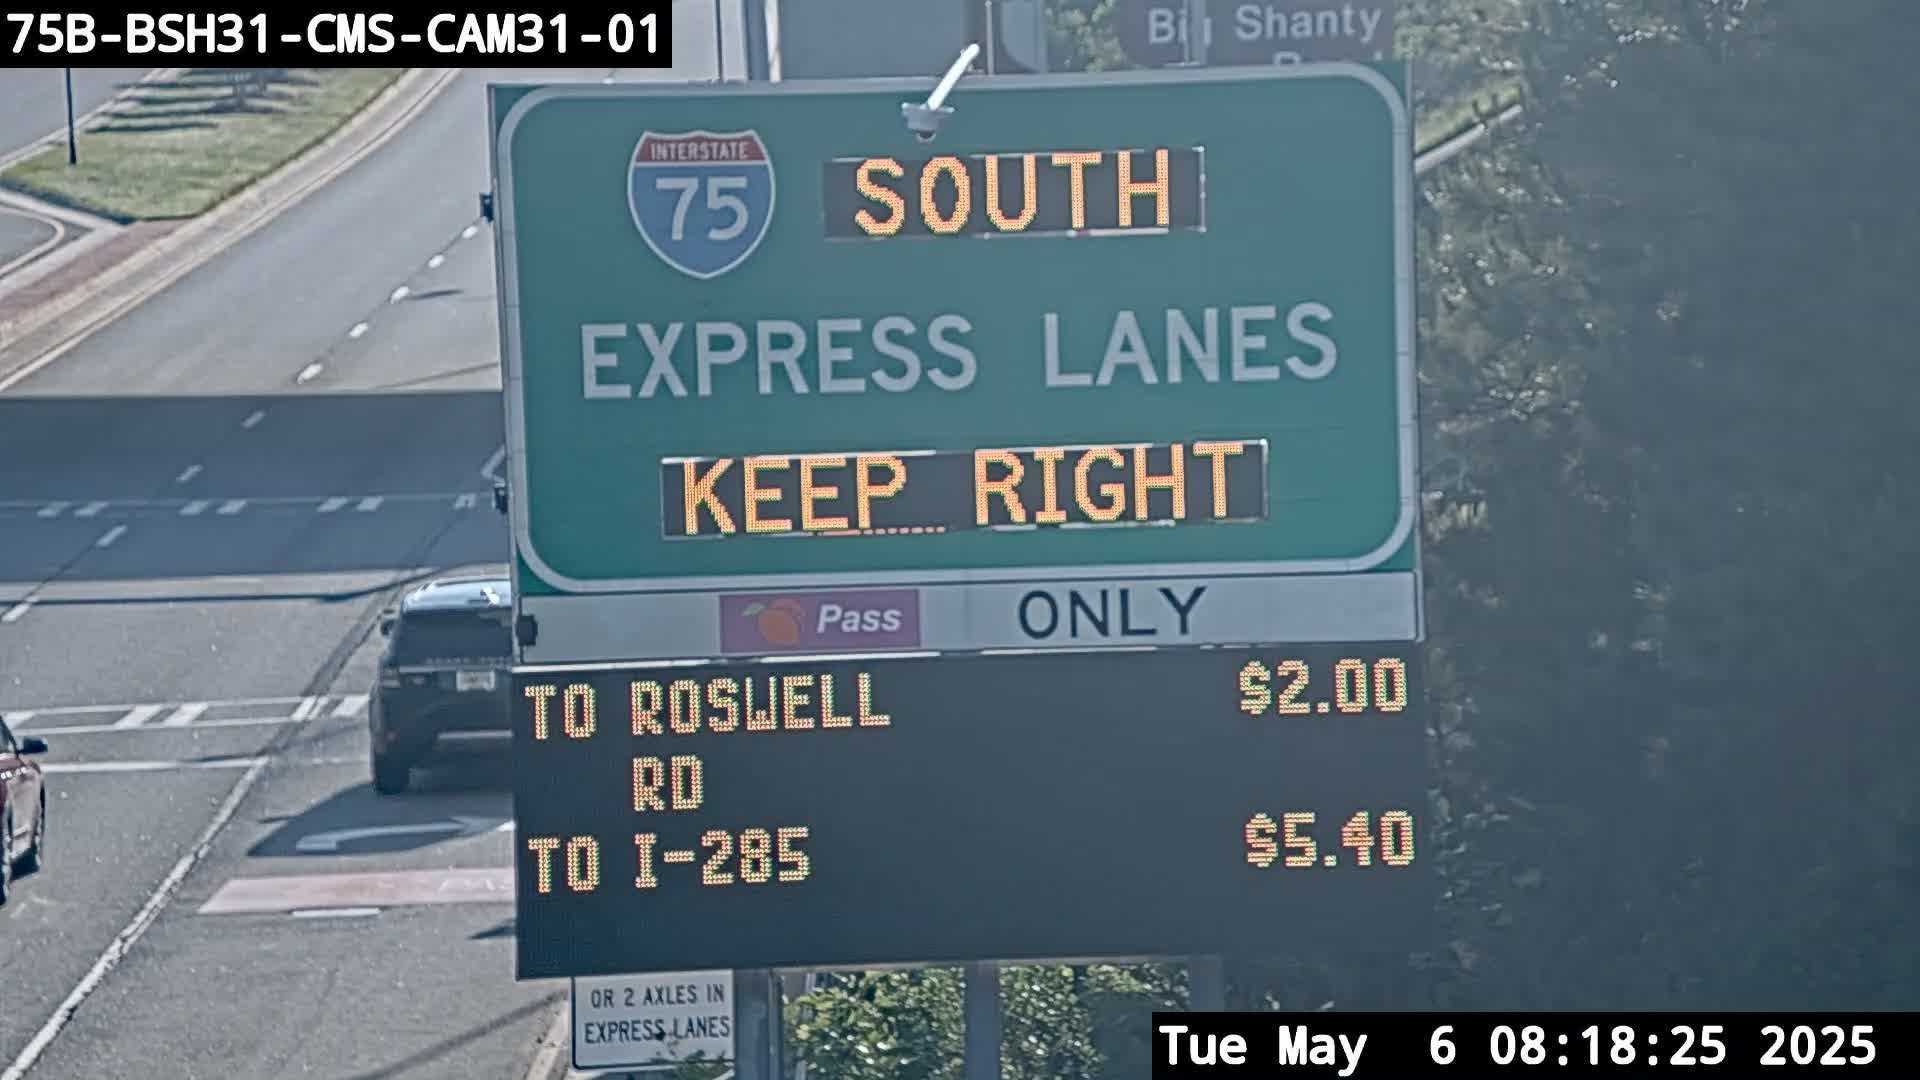 75B-BSH31-CMS-CAM31-01
Big Shanty
INTERSTATE
75
SOUTH
EXPRESS LANES
KEEP RIGHT
Pass ONLY
TO ROSWELL $2.00
RD
TO I-285 $5.40
OR 2 AXLES IN
EXPRESS LANES
Tue May 6 08:18:25 2025